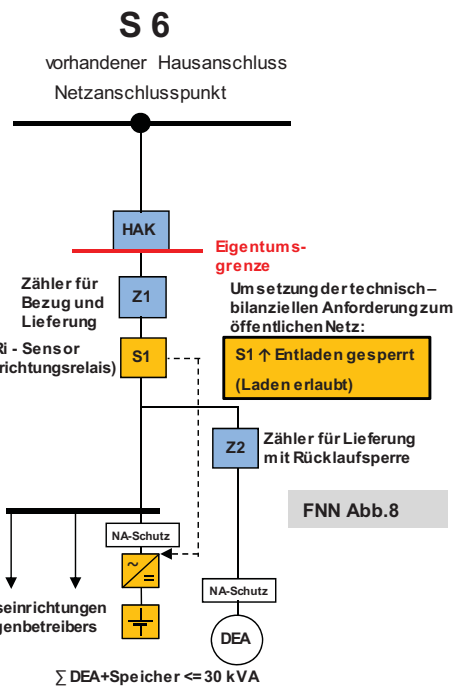 S 6
vorhandener Hausanschluss
Netzanschlusspunkt
HAK
Eigentums-
grenze
Zähler für
Bezug und
Lieferung
Z1
Umsetzung der technisch –
bilanziellen Anforderung zum
öffentlichen Netz:
Ri - Sensor
richtungsrelais)
S1
S1 ↑ Entladen gesperrt
(Laden erlaubt)
Z2
Zähler für Lieferung
mit Rücklaufsperre
FNN Abb.8
NA-Schutz
~
=
NA-Schutz
seinrichtungen
genbetreibers
DEA
∑ DEA+Speicher <= 30 kVA